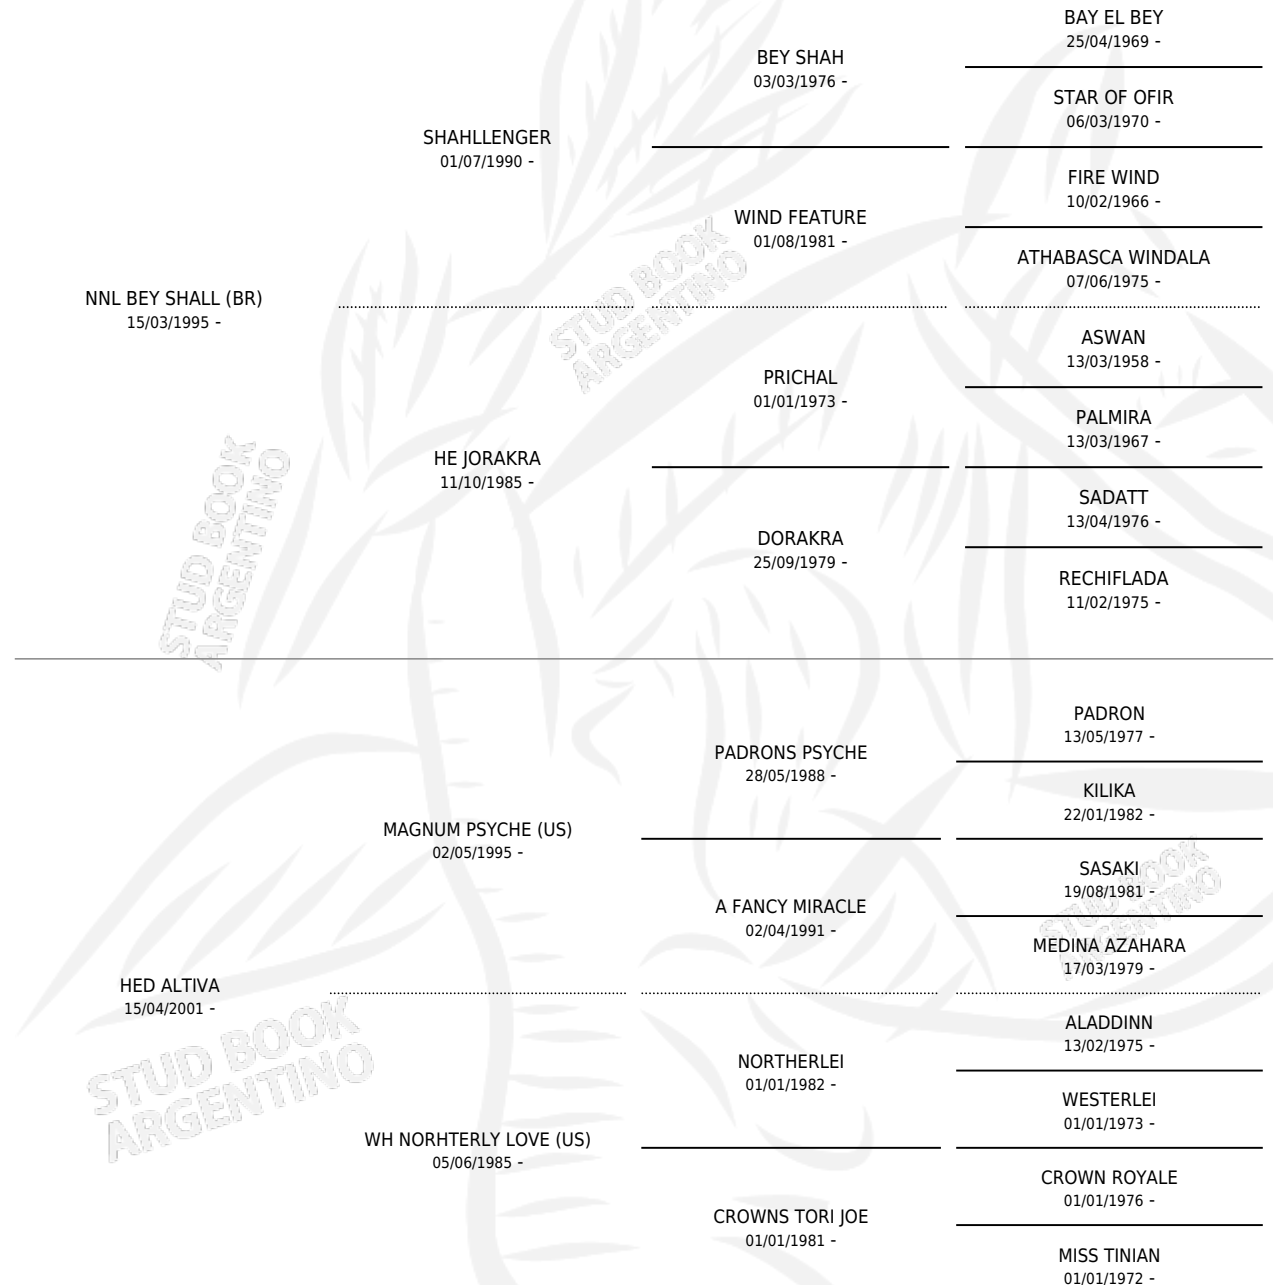 BAY EL BEY
25/04/1969 -
BEY SHAH
03/03/1976 -
STAR OF OFIR
06/03/1970 -
SHAHLLENGER
01/07/1990 -
FIRE WIND
10/02/1966 -
WIND FEATURE
01/08/1981 -
ATHABASCA WINDALA
07/06/1975 -
NNL BEY SHALL (BR)
15/03/1995 -
ASWAN
13/03/1958 -
PRICHAL
01/01/1973 -
PALMIRA
13/03/1967 -
HE JORAKRA
11/10/1985 -
SADATT
13/04/1976 -
DORAKRA
25/09/1979 -
RECHIFLADA
11/02/1975 -
STUD BOOK
ARGENTINO
STUD BOOK
ARGENTINO
PADRON
13/05/1977 -
PADRONS PSYCHE
28/05/1988 -
KILIKA
22/01/1982 -
MAGNUM PSYCHE (US)
02/05/1995 -
SASAKI
19/08/1981 -
A FANCY MIRACLE
02/04/1991 -
MEDINA AZAHARA
17/03/1979 -
STUD BOOK
ARGENTINO
HED ALTIVA
15/04/2001 -
ALADDINN
13/02/1975 -
NORTHERLEI
01/01/1982 -
WESTERLEI
01/01/1973 -
WH NORHTERLY LOVE (US)
05/06/1985 -
CROWN ROYALE
01/01/1976 -
CROWNS TORI JOE
01/01/1981 -
MISS TINIAN
01/01/1972 -
STUD BOOK
ARGENTINO